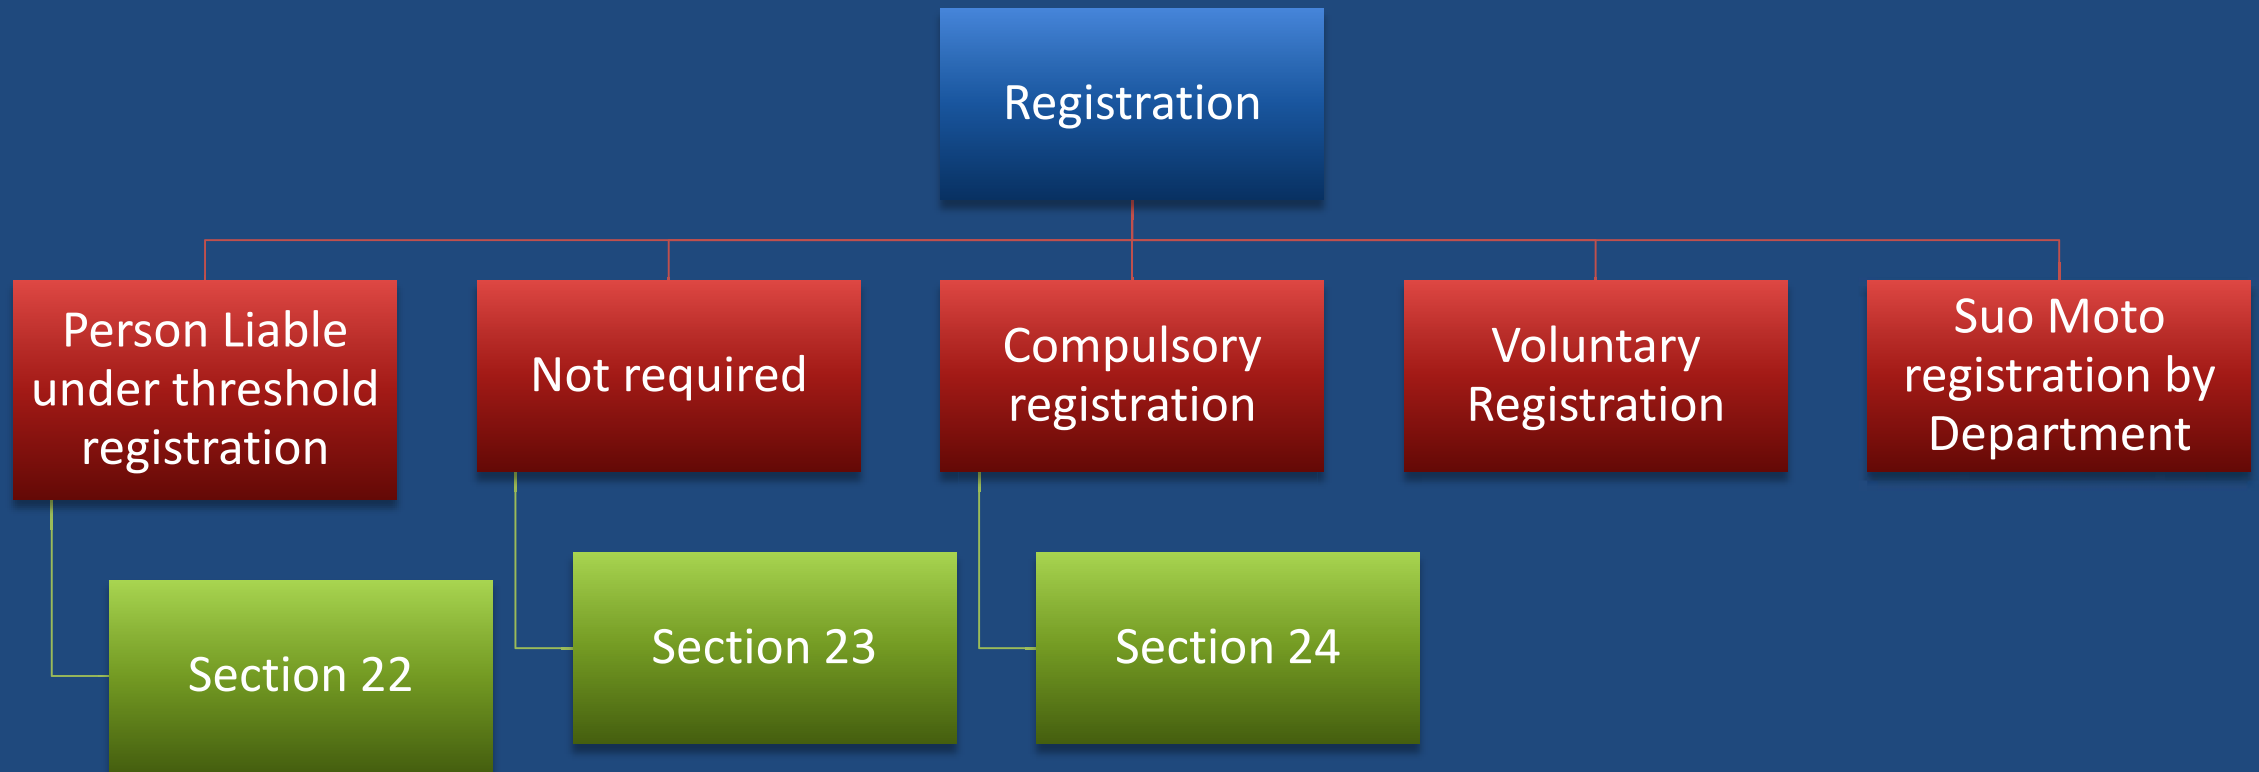 Registration
Person Liable
under threshold
registration
Not required
Compulsory
registration
Voluntary
Registration
Suo Moto
registration by
Department
Section 22
Section 23
Section 24